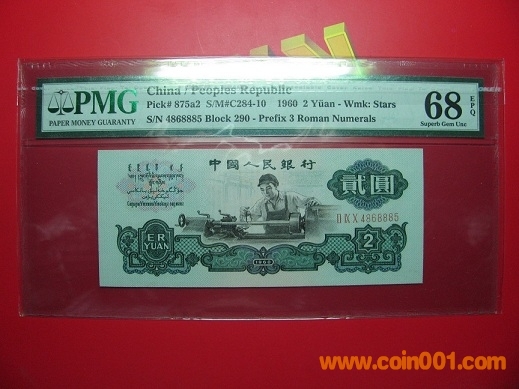 China / Peoples Republic
PMG
PAPER MONEY GUARANTY
Pick# 875a2 S/M#C284-10 1960 2 Yüan - Wmk: Stars
S/N 4868885 Block 290 - Prefix 3 Roman Numerals
68 EPQ
Superb Gem Unc
中國人民銀行
貳圓
II IX X 4868885
ER
YUAN
2
1960
www.coin001.com